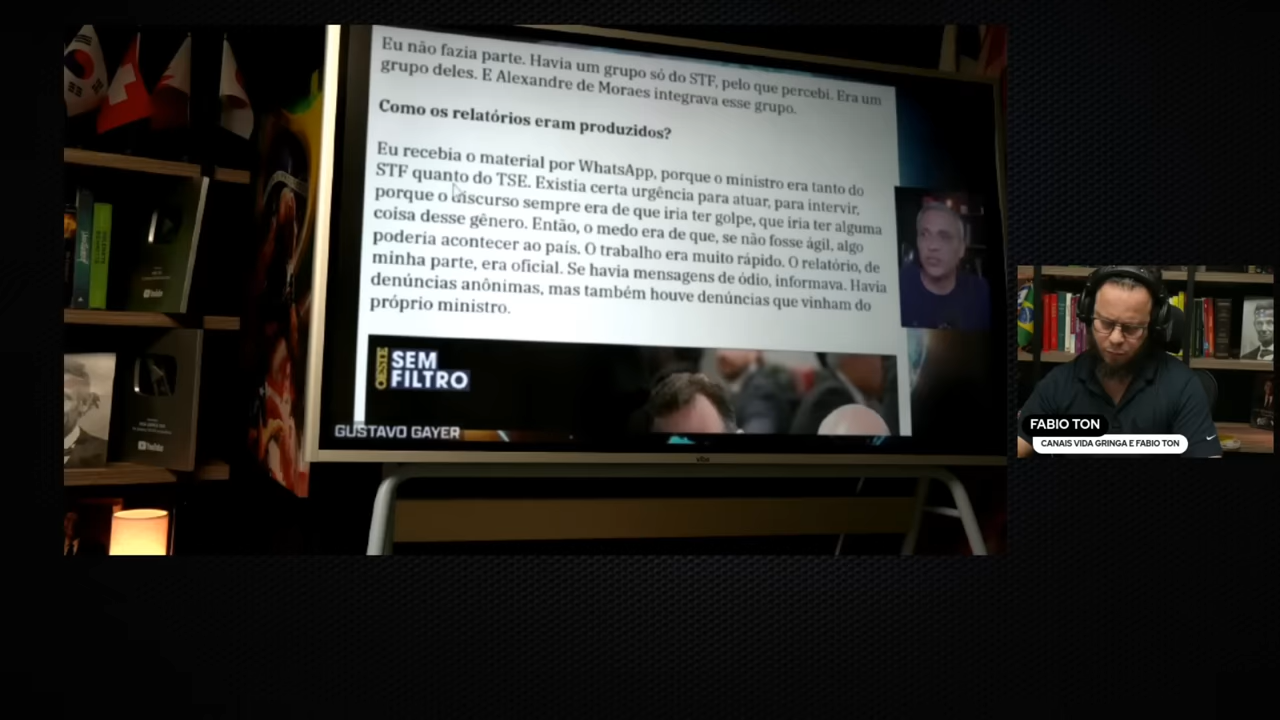 Eu não fazia parte. Havia um grupo só do STF, pelo que percebi. Era um
grupo deles. E Alexandre de Moraes integrava esse grupo.
Como os relatórios eram produzidos?
Eu recebia o material por WhatsApp, porque o ministro era tanto do
STF quanto do TSE. Existia certa urgência para atuar, para intervir,
porque o discurso sempre era de que iria ter golpe, que iria ter alguma
coisa desse gênero. Então, o medo era de que, se não fosse ágil, algo
poderia acontecer ao país. O trabalho era muito rápido. O relatório, de
minha parte, era oficial. Se havia mensagens de ódio, informava. Havia
denúncias anônimas, mas também houve denúncias que vinham do
próprio ministro.
OESTE
SEM
FILTRO
GUSTAVO GAYER
YouTube
YouTube
FABIO TON
CANAIS VIDA GRINGA E FABIO TON